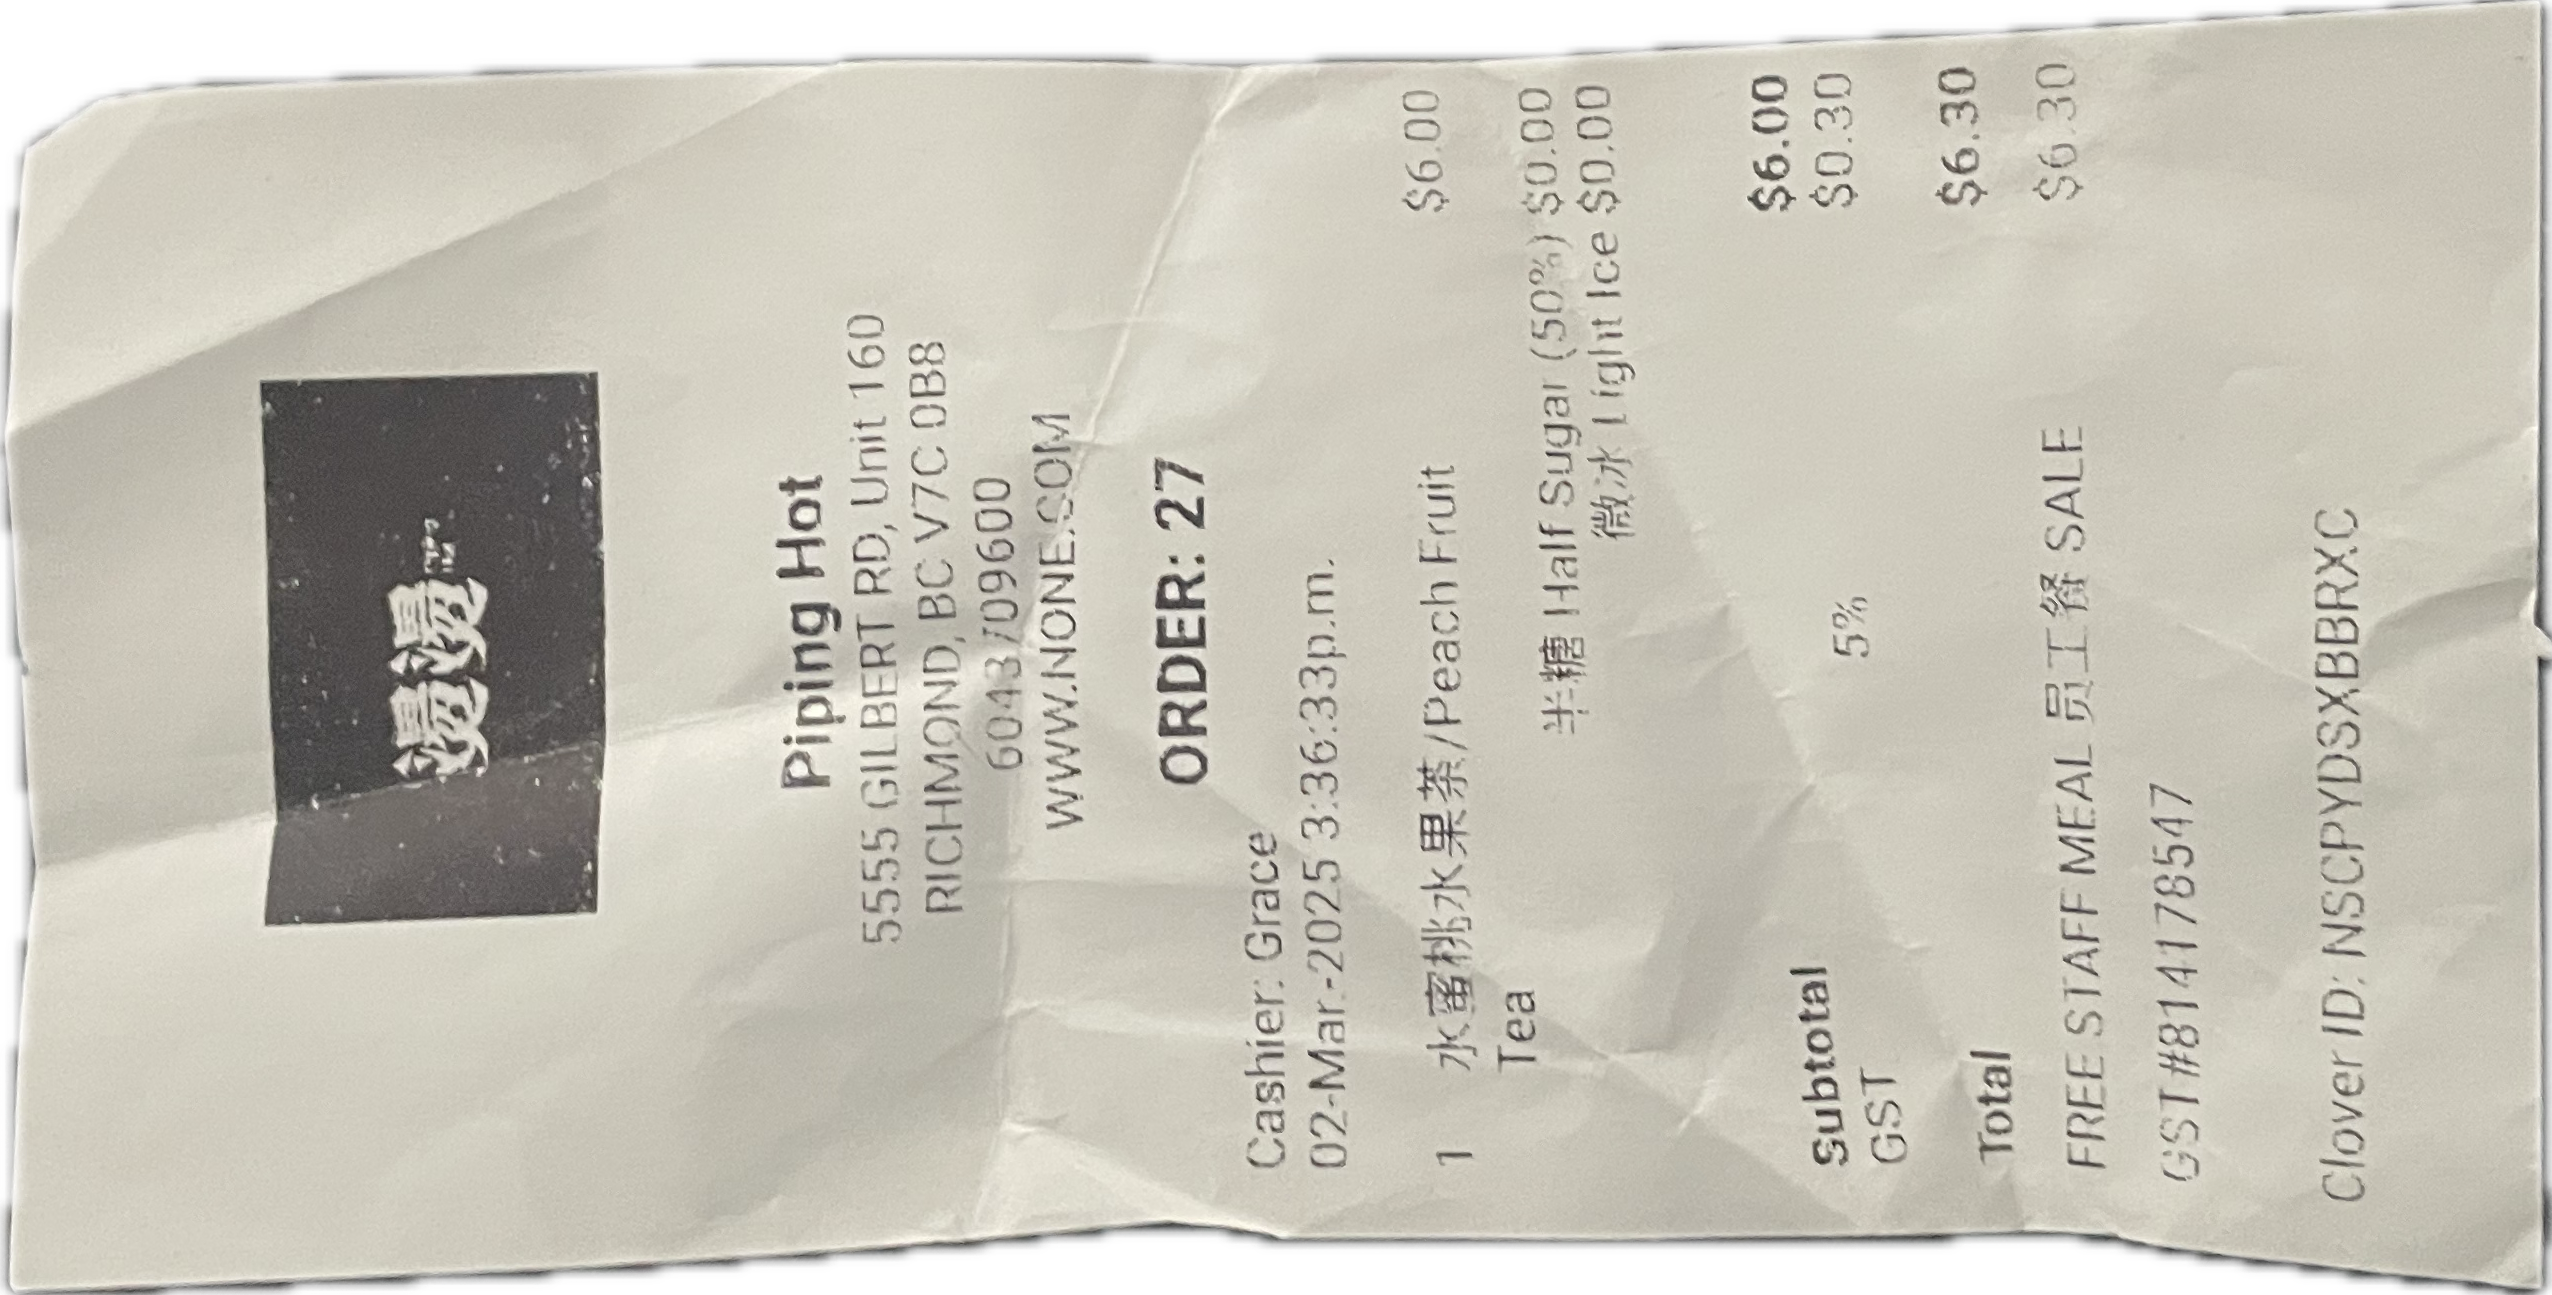 漫漫
Piping Hot
5555 GILBERT RD, Unit 160
RICHMOND, BC V7C 0B8
6043709600
WWW.NONE.COM
ORDER: 27
Cashier: Grace
02-Mar.-2025 3:36:33p.m.
1 水蜜桃水果茶/Peach Fruit $6.00
Tea
半糖 Half Sugar (50%) $0.00
微冰 Light Ice $0.00
Subtotal $6.00
GST 5% $0.30
Total $6.30
FREE STAFF MEAL 员工餐 SALE $6.30
GST#814178547
Clover ID: NSCPYDSXBBRXC